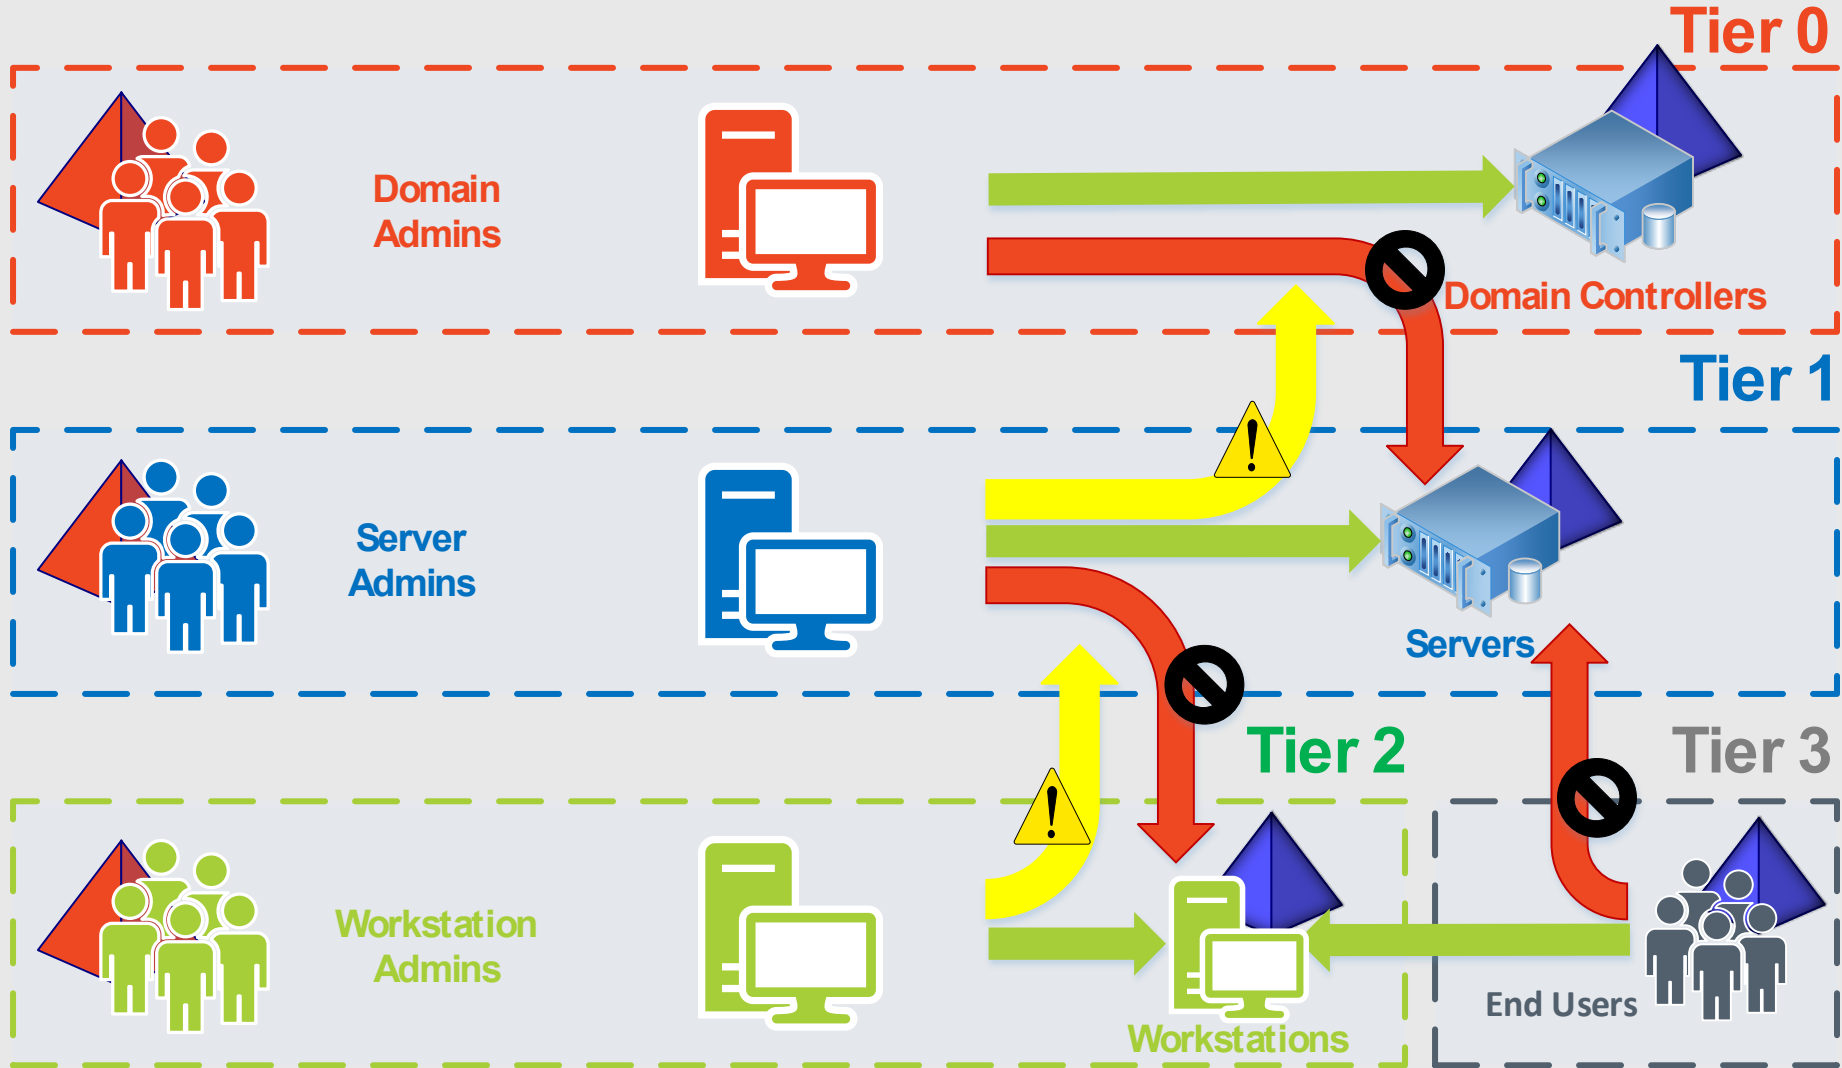 Tier 0
Domain
Admins
Domain Controllers
Tier 1
Server
Admins
Servers
Tier 2
Tier 3
Workstation
Admins
Workstations
End Users